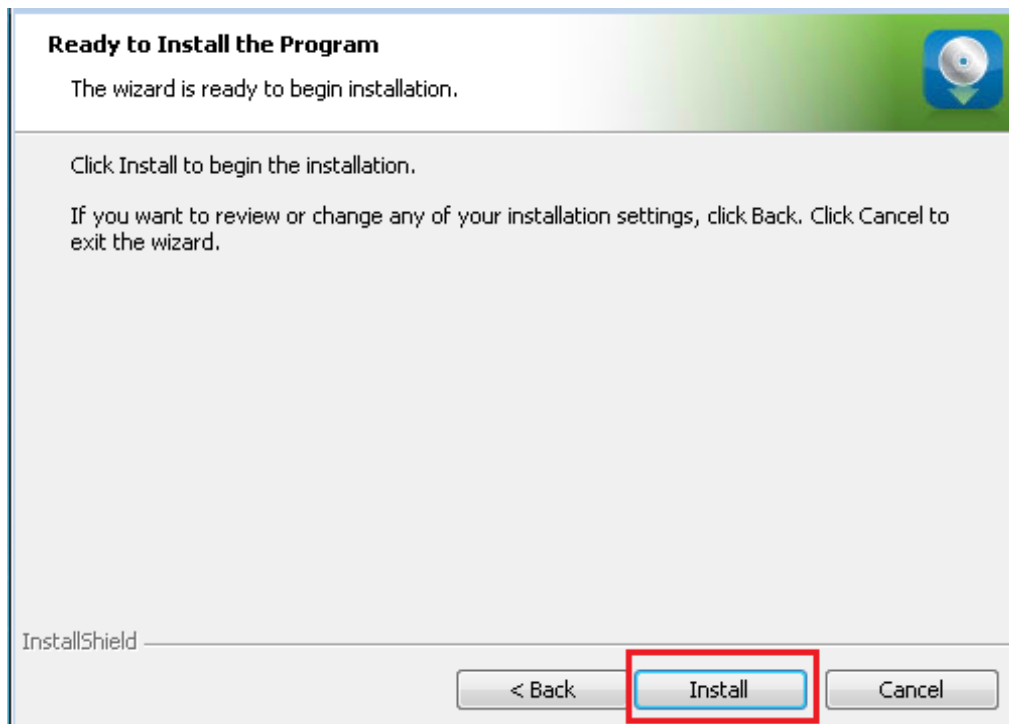 Ready to Install the Program
The wizard is ready to begin installation.
Click Install to begin the installation.
If you want to review or change any of your installation settings, click Back. Click Cancel to
exit the wizard.
InstallShield
< Back
Install
Cancel